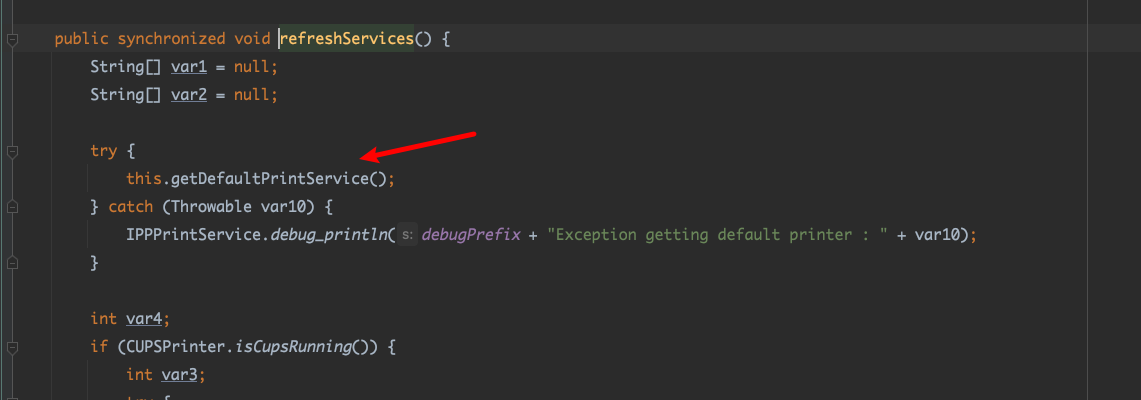 public synchronized void refreshServices() {
String[] var1 = null;
String[] var2 = null;
try {
this.getDefaultPrintService();
} catch (Throwable var10) {
IPPPrintService.debug_println( s: debugPrefix + "Exception getting default printer : " + var10);
}
int var4;
if (CUPSPrinter.isCupsRunning()) {
int var3;
try {